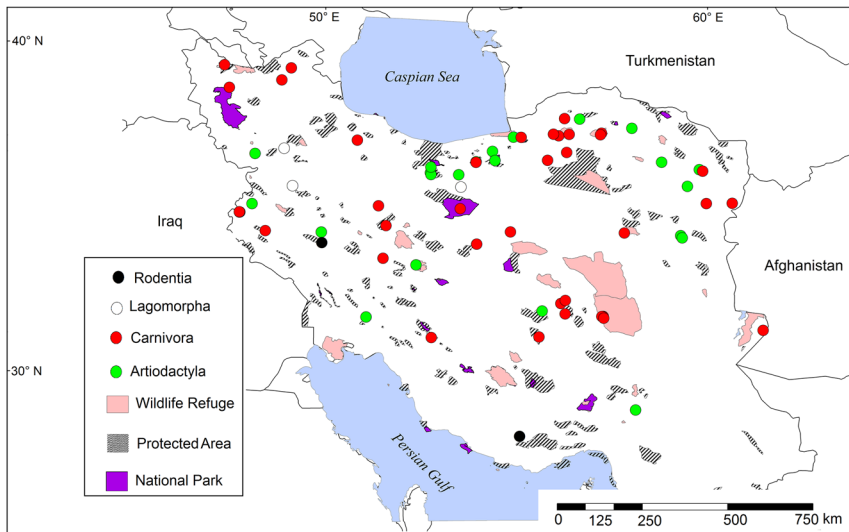 50° E
60° E
40° N
Turkmenistan
Caspian Sea
Iraq
Afghanistan
Rodentia
Lagomorpha
Carnivora
Artiodactyla
Wildlife Refuge
Protected Area
National Park
30° N
Persian Gulf
0 125 250 500 750 km